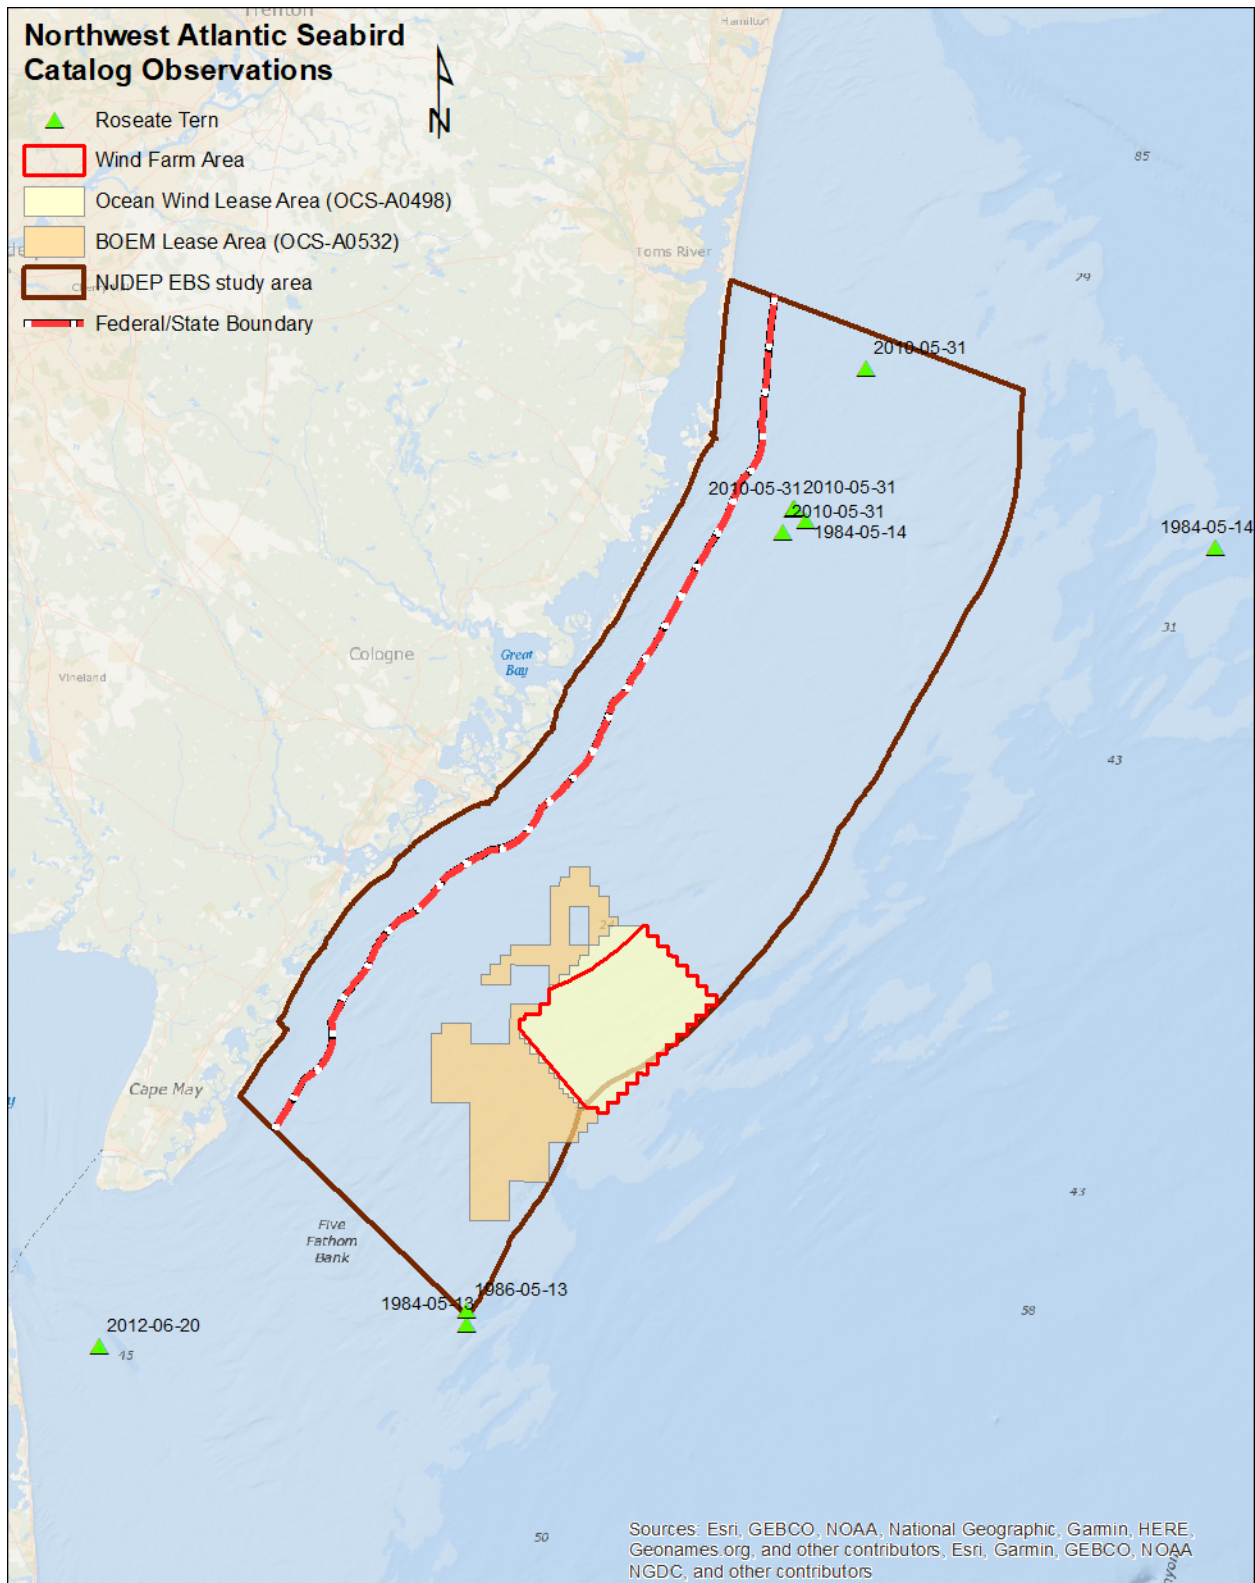 Trenton
Hamilton
Northwest Atlantic Seabird
Catalog Observations
N
Roseate Tern
Wind Farm Area
Ocean Wind Lease Area (OCS-A0498)
BOEM Lease Area (OCS-A0532)
NJDEP EBS study area
Federal/State Boundary
85
Toms River
29
2010-05-31
2010-05-31
2010-05-31
2010-05-31
1984-05-14
1984-05-14
31
Cologne
Great
Bay
Vineland
43
24
Cape May
43
Five
Fathom
Bank
1986-05-13
1984-05-13
58
2012-06-20
45
50
Sources: Esri, GEBCO, NOAA, National Geographic, Garmin, HERE,
Geonames.org, and other contributors, Esri, Garmin, GEBCO, NOAA
NGDC, and other contributors